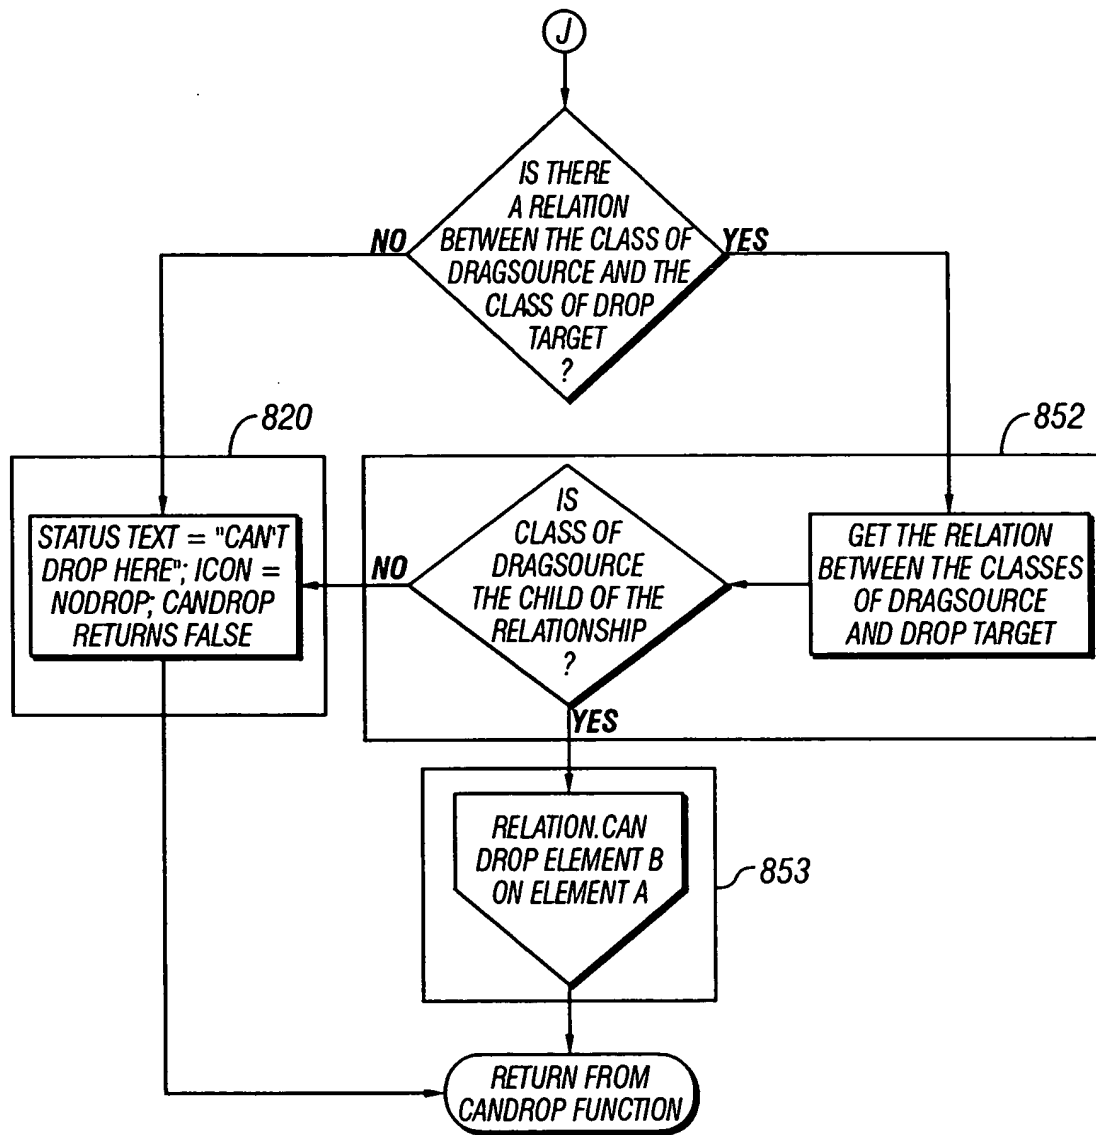 J
IS THERE
A RELATION
BETWEEN THE CLASS OF
DRAGSOURCE AND THE
CLASS OF DROP
TARGET
?
NO
YES
820
852
STATUS TEXT = "CAN'T
DROP HERE"; ICON =
NODROP; CANDROP
RETURNS FALSE
NO
IS
CLASS OF
DRAGSOURCE
THE CHILD OF THE
RELATIONSHIP
?
GET THE RELATION
BETWEEN THE CLASSES
OF DRAGSOURCE
AND DROP TARGET
YES
RELATION.CAN
DROP ELEMENT B
ON ELEMENT A
853
RETURN FROM
CANDROP FUNCTION